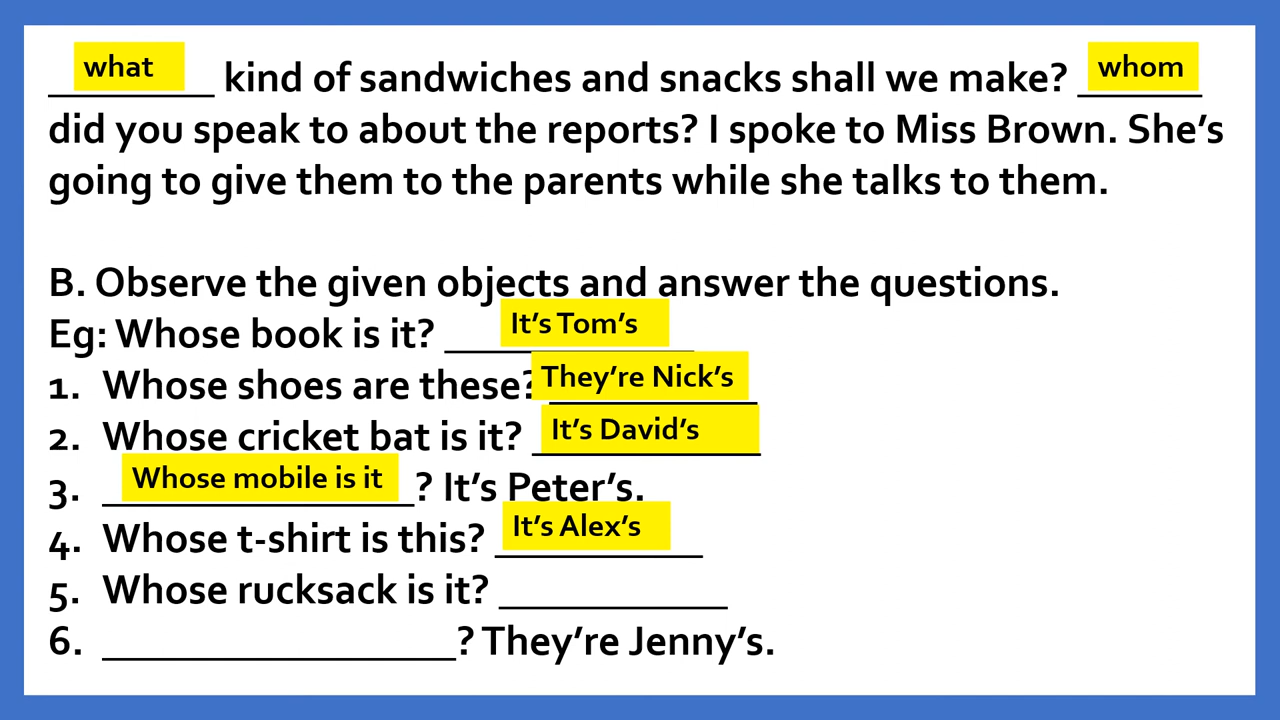 what kind of sandwiches and snacks shall we make? whom
did you speak to about the reports? I spoke to Miss Brown. She’s
going to give them to the parents while she talks to them.
B. Observe the given objects and answer the questions.
Eg: Whose book is it? It’s Tom’s
1. Whose shoes are these? They’re Nick’s
2. Whose cricket bat is it? It’s David’s
3. Whose mobile is it? It’s Peter’s.
4. Whose t-shirt is this? It’s Alex’s
5. Whose rucksack is it? ____________
6. _________________? They’re Jenny’s.